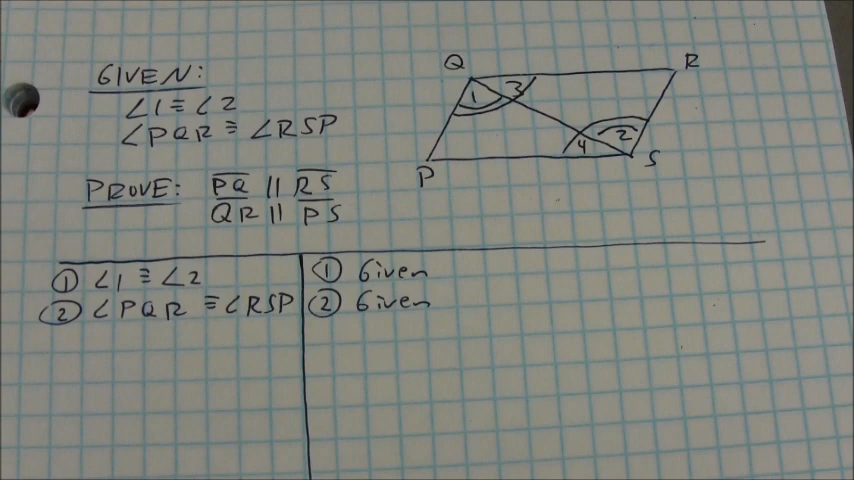 GIVEN:
∠1 ≅ ∠2
∠PQR ≅ ∠RSP
PROVE: PQ || RS
QR || PS
Q R
1 3
4 2
P S
① ∠1 ≅ ∠2
② ∠PQR ≅ ∠RSP
① Given
② Given